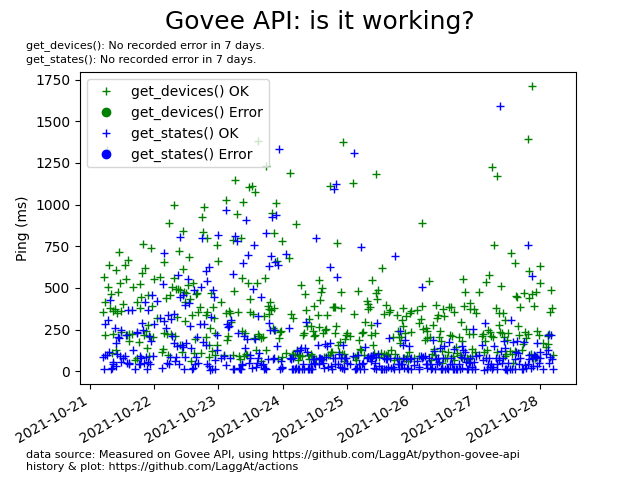 Govee API: is it working?
get_devices(): No recorded error in 7 days.
get_states(): No recorded error in 7 days.
get_devices() OK
get_devices() Error
get_states() OK
get_states() Error
Ping (ms)
1750
1500
1250
1000
750
500
250
0
2021-10-21
2021-10-22
2021-10-23
2021-10-24
2021-10-25
2021-10-26
2021-10-27
2021-10-28
data source: Measured on Govee API, using https://github.com/LaggAt/python-govee-api
history & plot: https://github.com/LaggAt/actions